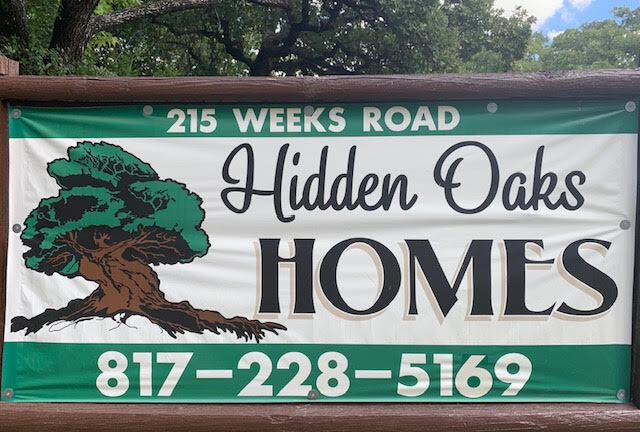 215 WEEKS ROAD
Hidden Oaks
HOMES
817-228-5169